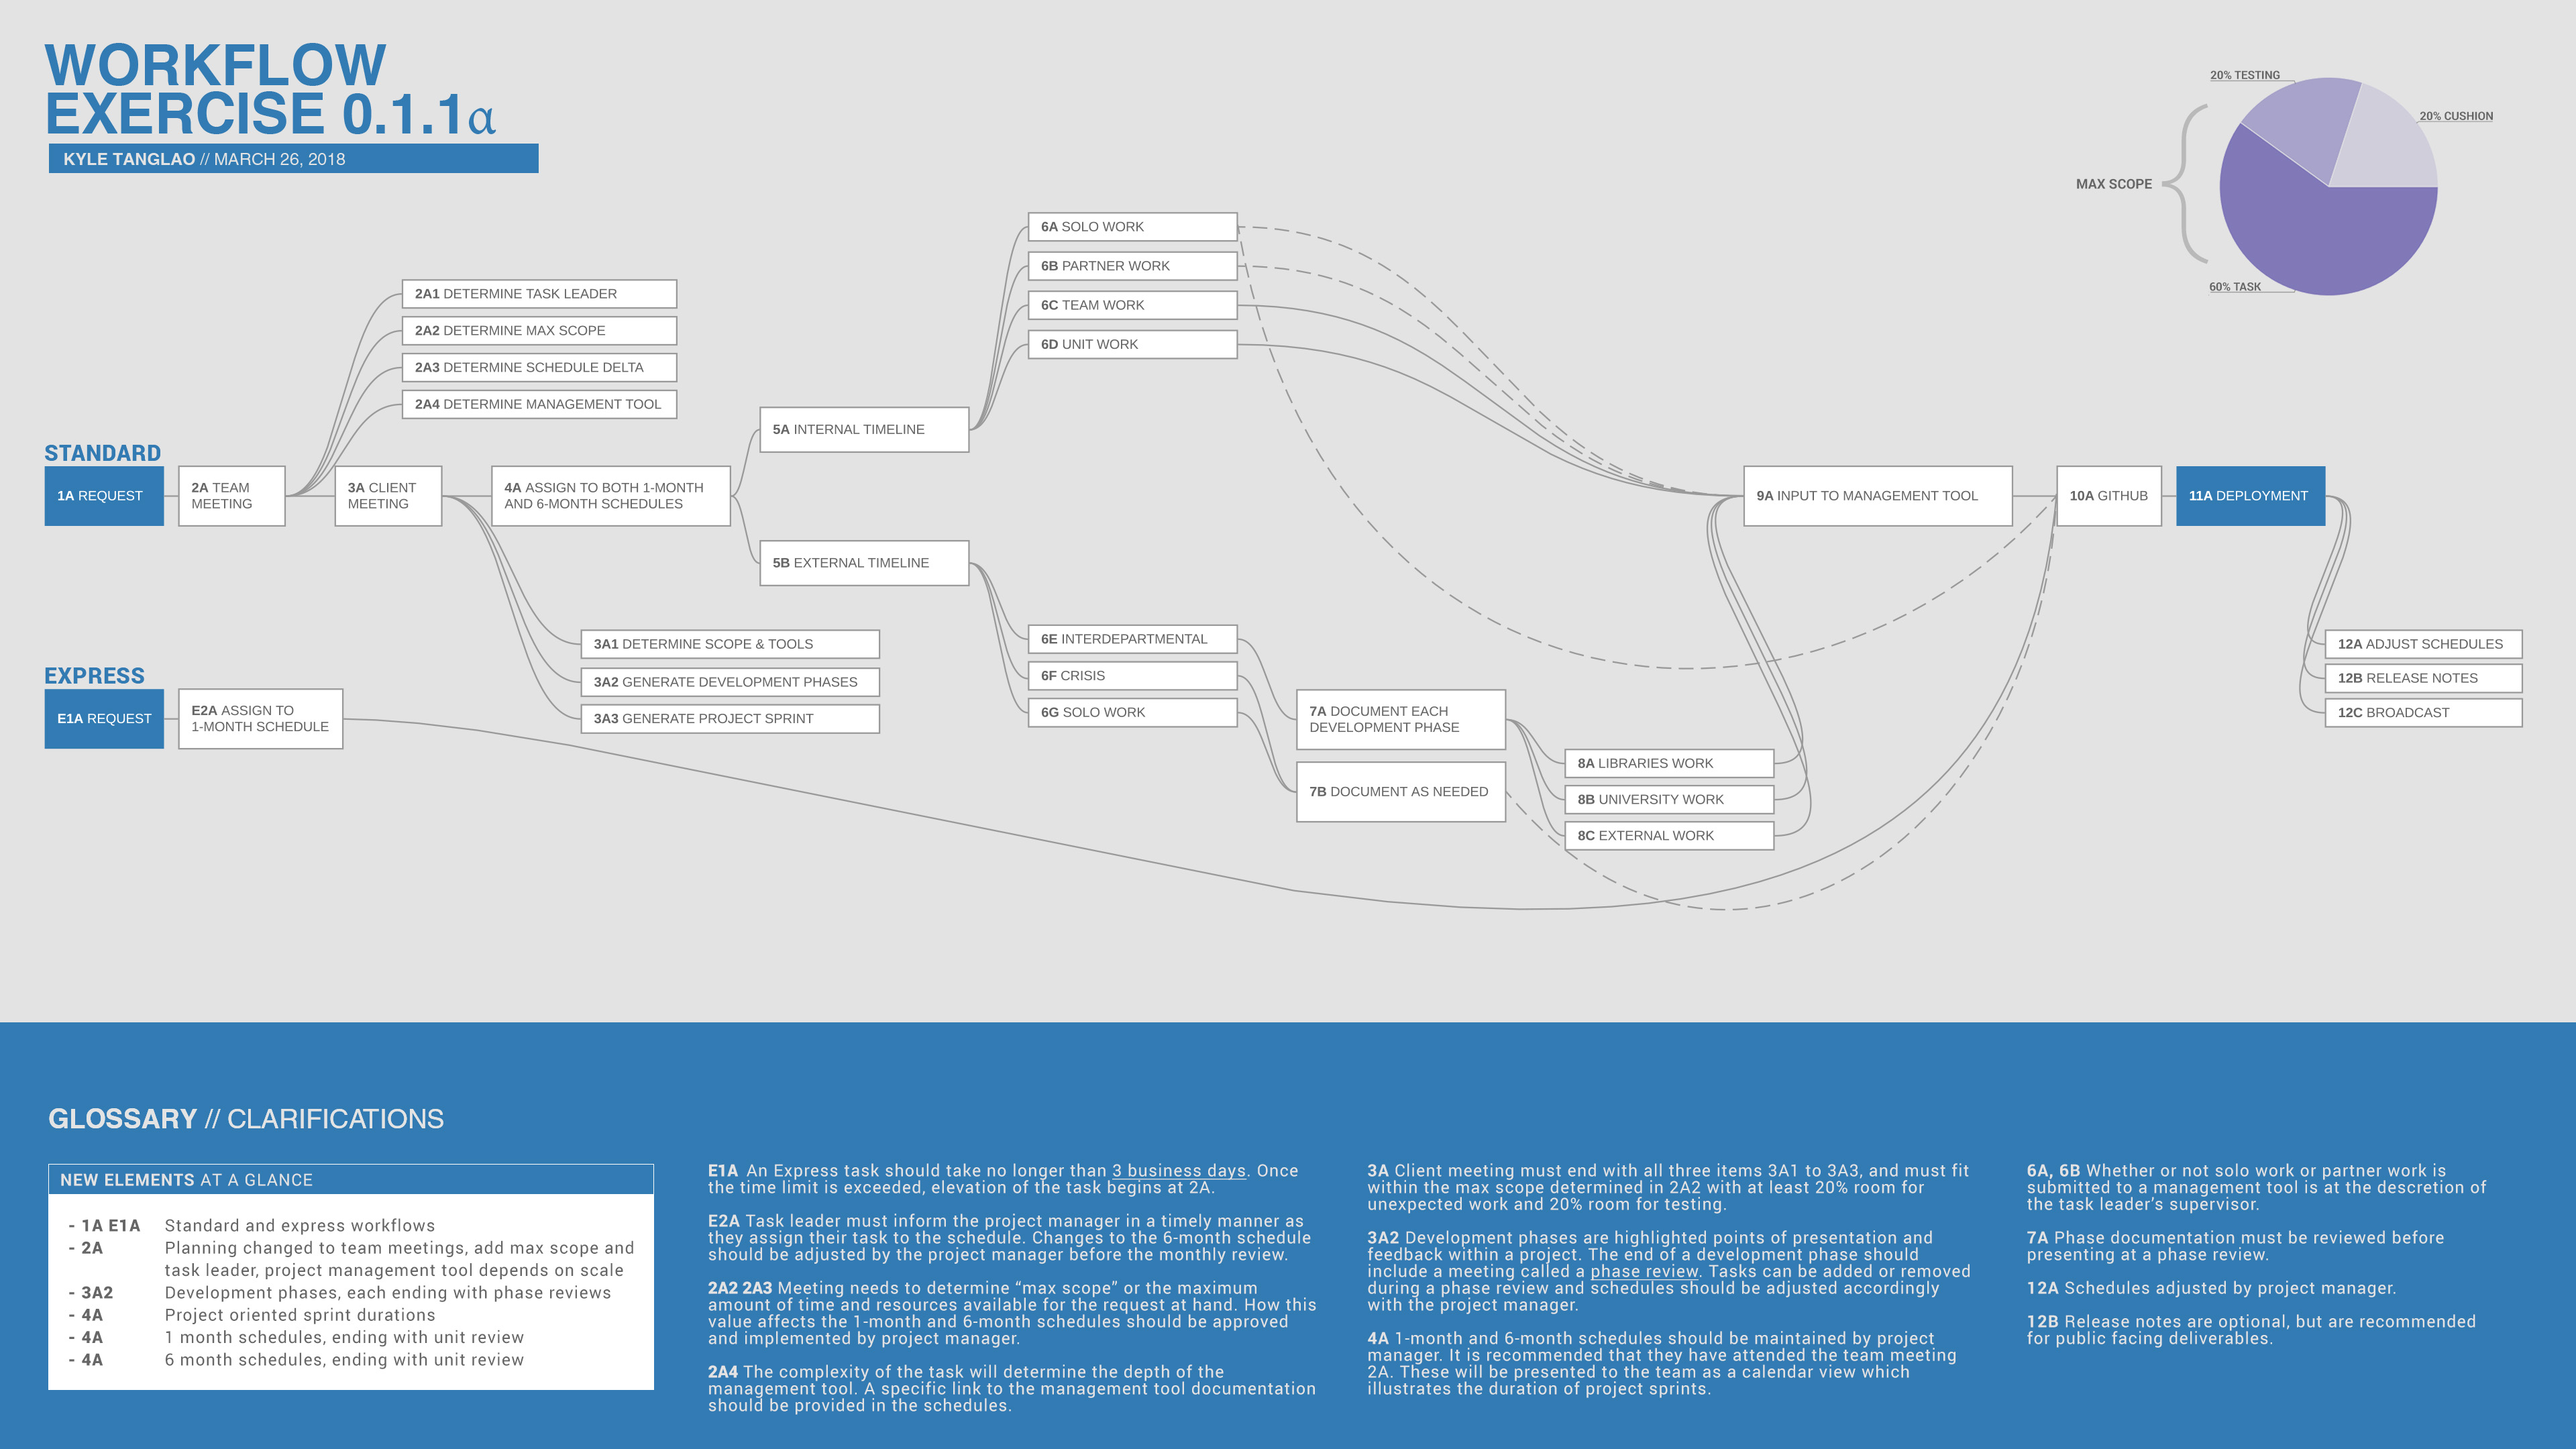 WORKFLOW
EXERCISE 0.1.1α
KYLE TANGLAO // MARCH 26, 2018
20% TESTING
20% CUSHION
MAX SCOPE
60% TASK
6A SOLO WORK
6B PARTNER WORK
6C TEAM WORK
6D UNIT WORK
2A1 DETERMINE TASK LEADER
2A2 DETERMINE MAX SCOPE
2A3 DETERMINE SCHEDULE DELTA
2A4 DETERMINE MANAGEMENT TOOL
5A INTERNAL TIMELINE
STANDARD
1A REQUEST
2A TEAM
MEETING
3A CLIENT
MEETING
4A ASSIGN TO BOTH 1-MONTH
AND 6-MONTH SCHEDULES
9A INPUT TO MANAGEMENT TOOL
10A GITHUB
11A DEPLOYMENT
5B EXTERNAL TIMELINE
3A1 DETERMINE SCOPE & TOOLS
3A2 GENERATE DEVELOPMENT PHASES
3A3 GENERATE PROJECT SPRINT
6E INTERDEPARTMENTAL
6F CRISIS
6G SOLO WORK
12A ADJUST SCHEDULES
12B RELEASE NOTES
12C BROADCAST
EXPRESS
E1A REQUEST
E2A ASSIGN TO
1-MONTH SCHEDULE
7A DOCUMENT EACH
DEVELOPMENT PHASE
7B DOCUMENT AS NEEDED
8A LIBRARIES WORK
8B UNIVERSITY WORK
8C EXTERNAL WORK
GLOSSARY // CLARIFICATIONS
NEW ELEMENTS AT A GLANCE
- 1A E1A Standard and express workflows
- 2A Planning changed to team meetings, add max scope and
task leader, project management tool depends on scale
- 3A2 Development phases, each ending with phase reviews
- 4A Project oriented sprint durations
- 4A 1 month schedules, ending with unit review
- 4A 6 month schedules, ending with unit review
E1A An Express task should take no longer than 3 business days. Once
the time limit is exceeded, elevation of the task begins at 2A.
E2A Task leader must inform the project manager in a timely manner as
they assign their task to the schedule. Changes to the 6-month schedule
should be adjusted by the project manager before the monthly review.
2A2 2A3 Meeting needs to determine “max scope” or the maximum
amount of time and resources available for the request at hand. How this
value affects the 1-month and 6-month schedules should be approved
and implemented by project manager.
2A4 The complexity of the task will determine the depth of the
management tool. A specific link to the management tool documentation
should be provided in the schedules.
3A Client meeting must end with all three items 3A1 to 3A3, and must fit
within the max scope determined in 2A2 with at least 20% room for
unexpected work and 20% room for testing.
3A2 Development phases are highlighted points of presentation and
feedback within a project. The end of a development phase should
include a meeting called a phase review. Tasks can be added or removed
during a phase review and schedules should be adjusted accordingly
with the project manager.
4A 1-month and 6-month schedules should be maintained by project
manager. It is recommended that they have attended the team meeting
2A. These will be presented to the team as a calendar view which
illustrates the duration of project sprints.
6A, 6B Whether or not solo work or partner work is
submitted to a management tool is at the descretion of
the task leader’s supervisor.
7A Phase documentation must be reviewed before
presenting at a phase review.
12A Schedules adjusted by project manager.
12B Release notes are optional, but are recommended
for public facing deliverables.